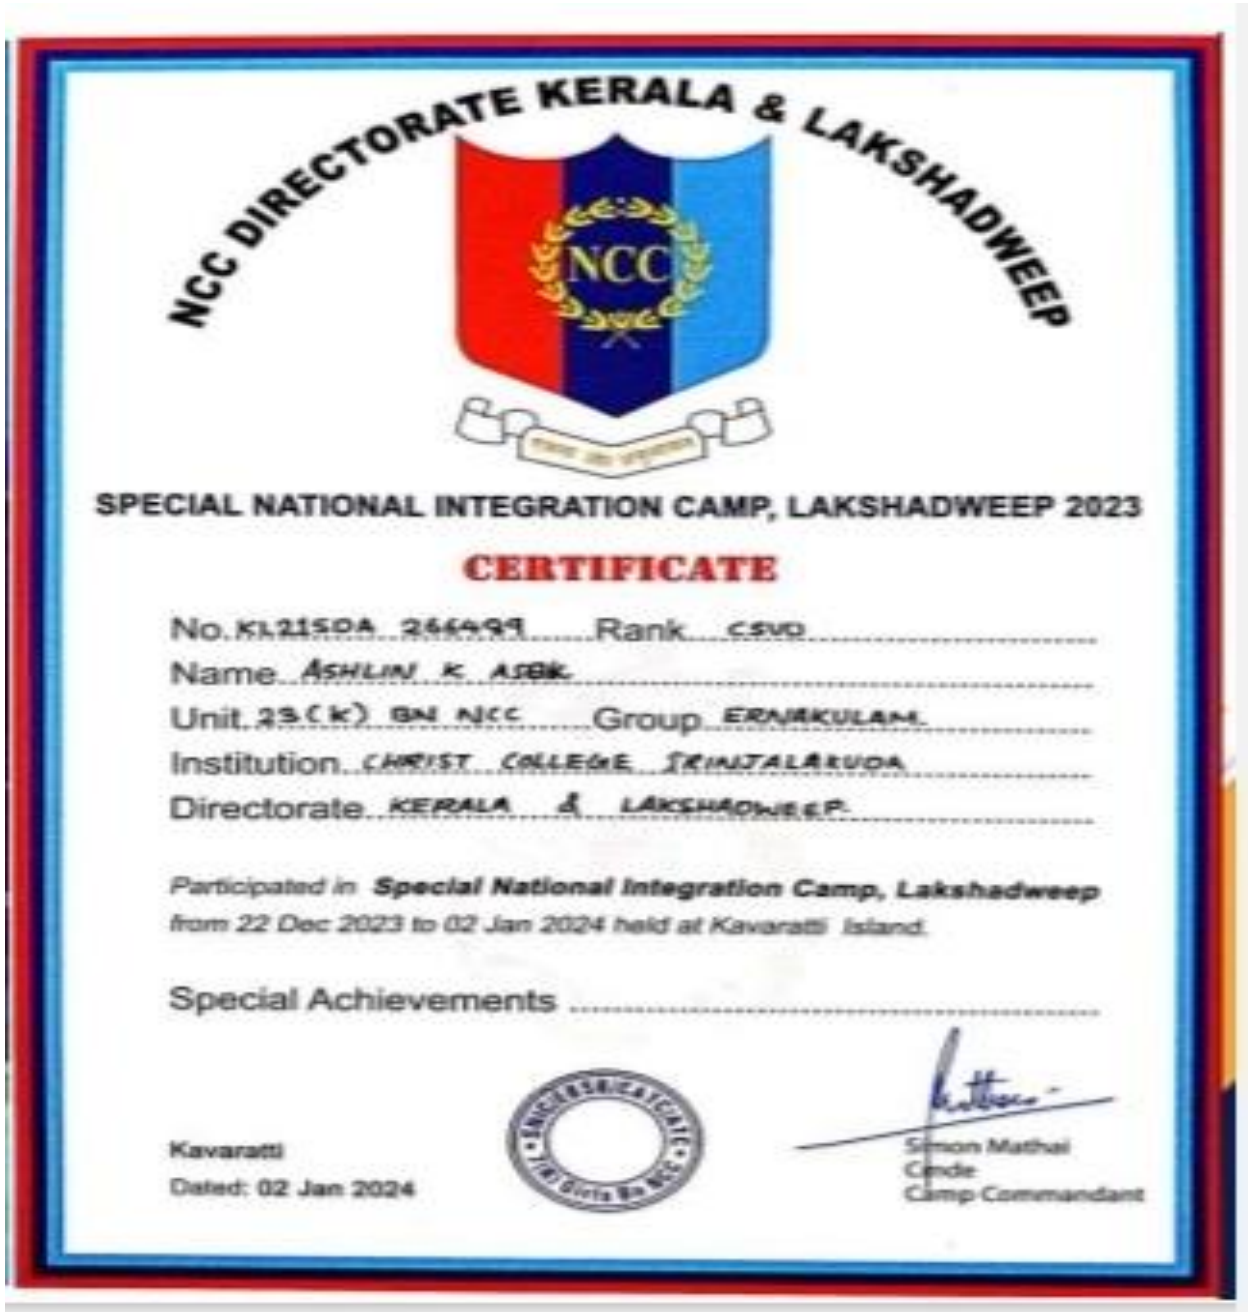 NCC DIRECTORATE KERALA & LAKSHADWEEP
NCC
SPECIAL NATIONAL INTEGRATION CAMP, LAKSHADWEEP 2023
CERTIFICATE
No. KL21SDA 266499 Rank CSUO
Name ASHLIN K
Unit 23(K) BN NCC Group ERNAKULAM.
Institution CHRIST COLLEGE IRINJALAKUDA
Directorate KERALA & LAKSHADWEEP.
Participated in Special National Integration Camp, Lakshadweep
from 22 Dec 2023 to 02 Jan 2024 held at Kavaratti Island.
Special Achievements
Kavaratti
Dated: 02 Jan 2024
Girls Bn NCC
Simon Mathai
Cmde
Camp Commandant